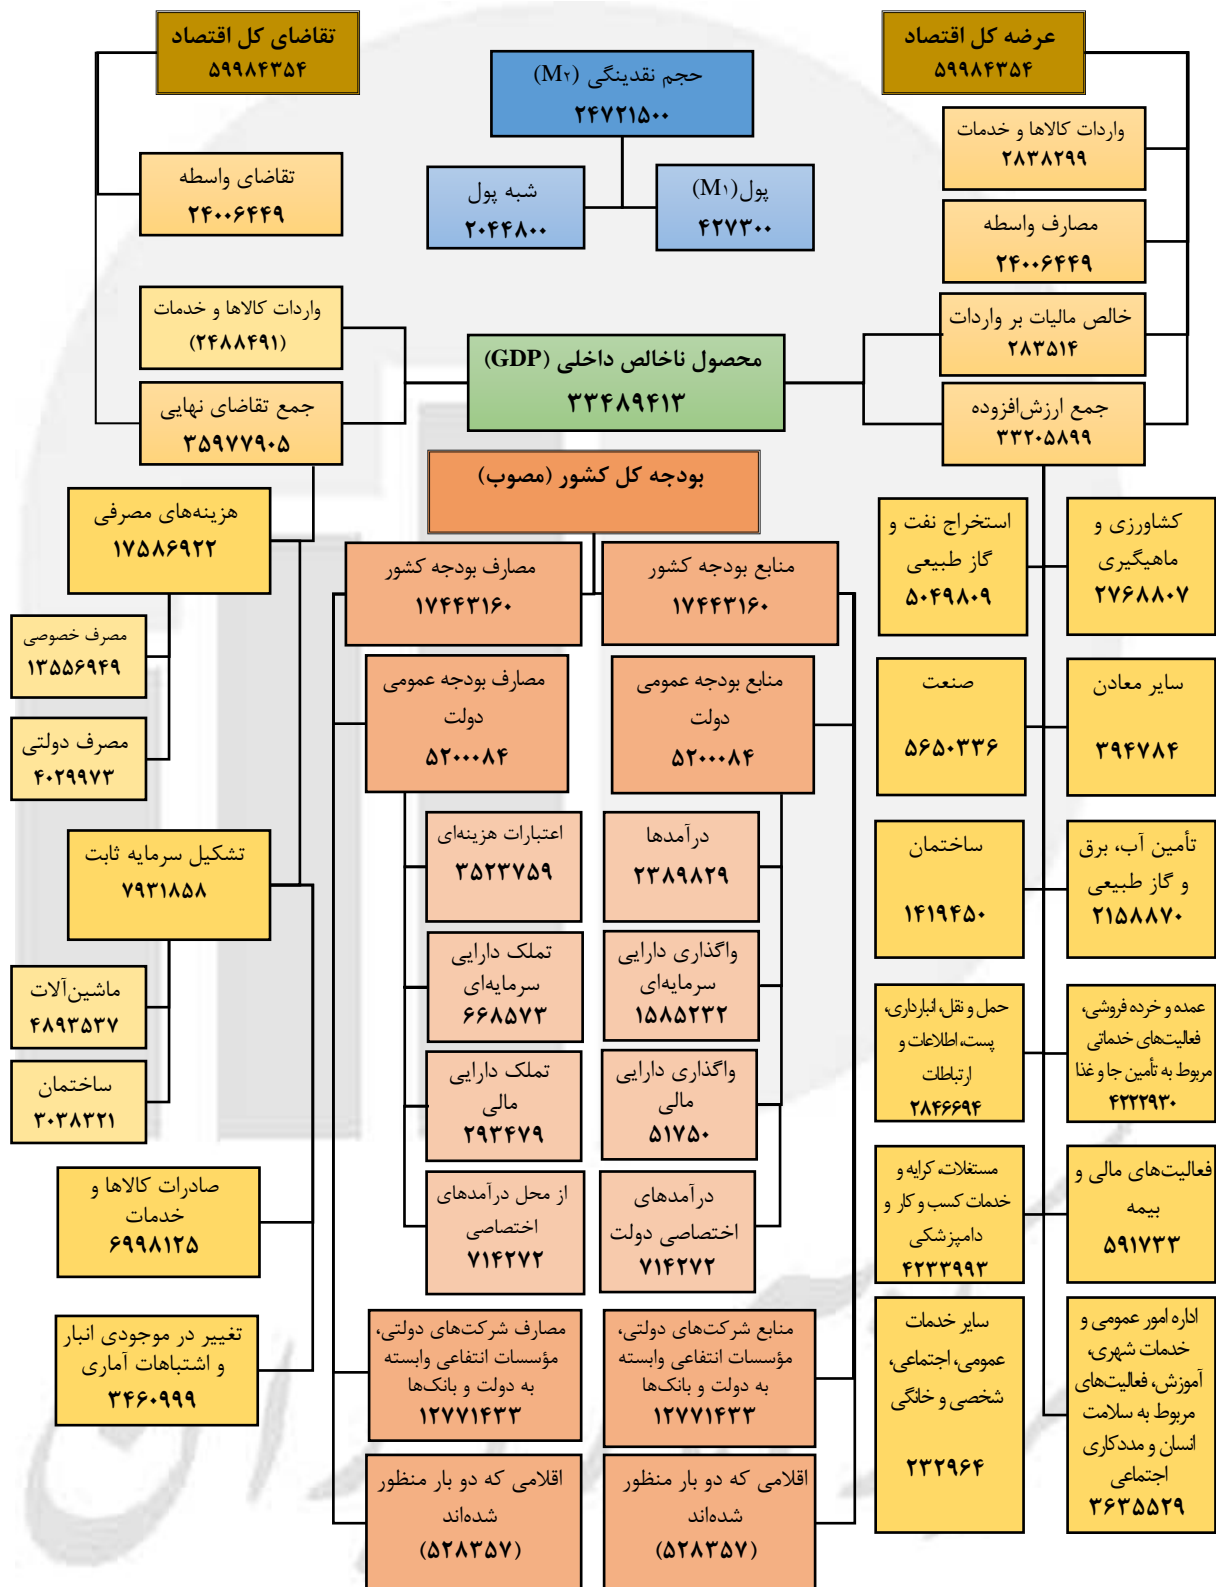 تقاضای کل اقتصاد
۵۹۹۸۴۳۵۴
عرضه کل اقتصاد
۵۹۹۸۴۳۵۴
حجم نقدینگی (M۲)
۲۴۷۲۱۵۰۰
شبه پول
۲۰۴۴۸۰۰
پول(M۱)
۴۲۷۳۰۰
واردات کالاها و خدمات
۲۸۳۸۲۹۹
تقاضای واسطه
۲۴۰۰۶۴۴۹
مصارف واسطه
۲۴۰۰۶۴۴۹
واردات کالاها و خدمات
(۲۴۸۸۴۹۱)
خالص مالیات بر واردات
۲۸۳۵۱۴
محصول ناخالص داخلی (GDP)
۳۳۴۸۹۴۱۳
جمع تقاضای نهایی
۳۵۹۷۷۹۰۵
جمع ارزش‌افزوده
۳۳۲۰۵۸۹۹
بودجه کل کشور (مصوب)
هزینه‌های مصرفی
۱۷۵۸۶۹۲۲
مصرف خصوصی
۱۳۵۵۶۹۴۹
مصرف دولتی
۴۰۲۹۹۷۳
تشکیل سرمایه ثابت
۷۹۳۱۸۵۸
ماشین‌آلات
۴۸۹۳۵۳۷
ساختمان
۳۰۳۸۳۲۱
صادرات کالاها و
خدمات
۶۹۹۸۱۲۵
تغییر در موجودی انبار
و اشتباهات آماری
۳۴۶۰۹۹۹
مصارف بودجه کشور
۱۷۴۴۳۱۶۰
منابع بودجه کشور
۱۷۴۴۳۱۶۰
مصارف بودجه عمومی
دولت
۵۲۰۰۰۸۴
منابع بودجه عمومی
دولت
۵۲۰۰۰۸۴
اعتبارات هزینه‌ای
۳۵۲۳۷۵۹
درآمدها
۲۳۸۹۸۲۹
تملک دارایی
سرمایه‌ای
۶۶۸۵۷۳
واگذاری دارایی
سرمایه‌ای
۱۵۸۵۲۳۲
تملک دارایی
مالی
۲۹۳۴۷۹
واگذاری دارایی
مالی
۵۱۷۵۰
از محل درآمدهای
اختصاصی
۷۱۴۲۷۲
درآمدهای
اختصاصی دولت
۷۱۴۲۷۲
مصارف شرکت‌های دولتی،
مؤسسات انتفاعی وابسته
به دولت و بانک‌ها
۱۲۷۷۱۴۳۳
منابع شرکت‌های دولتی،
مؤسسات انتفاعی وابسته
به دولت و بانک‌ها
۱۲۷۷۱۴۳۳
اقلامی که دو بار منظور
شده‌اند
(۵۲۸۳۵۷)
اقلامی که دو بار منظور
شده‌اند
(۵۲۸۳۵۷)
کشاورزی و
ماهیگیری
۲۷۶۸۸۰۷
استخراج نفت و
گاز طبیعی
۵۰۴۹۸۰۹
سایر معادن
۳۹۴۷۸۴
صنعت
۵۶۵۰۳۳۶
تأمین آب، برق
و گاز طبیعی
۲۱۵۸۸۷۰
ساختمان
۱۴۱۹۴۵۰
عمده و خرده فروشی،
فعالیت‌های خدماتی
مربوط به تأمین جا و غذا
۴۲۲۲۹۳۰
حمل و نقل، انبارداری،
پست، اطلاعات و
ارتباطات
۲۸۴۶۶۹۴
فعالیت‌های مالی و
بیمه
۵۹۱۷۳۳
مستغلات، کرایه و
خدمات کسب و کار و
دامپزشکی
۴۲۳۳۹۹۳
اداره امور عمومی و
خدمات شهری،
آموزش، فعالیت‌های
مربوط به سلامت
انسان و مددکاری
اجتماعی
۳۶۳۵۵۲۹
سایر خدمات
عمومی، اجتماعی،
شخصی و خانگی
۲۳۲۹۶۴